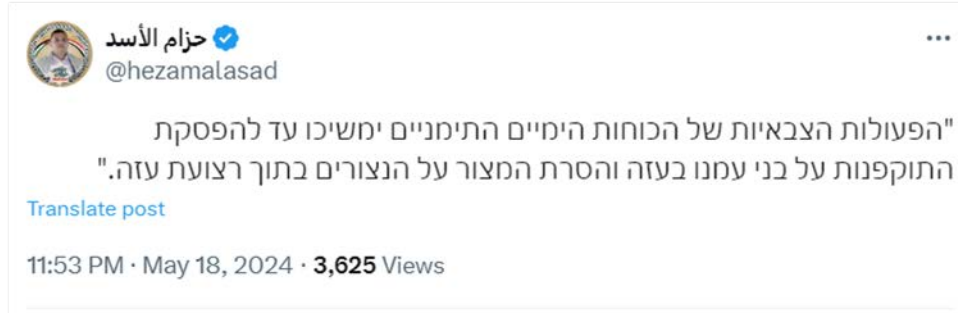 حزام الأسد
@hezamalasad
"הפעולות הצבאיות של הכוחות הימיים התימניים ימשיכו עד להפסקת
התוקפנות על בני עמנו בעזה והסרת המצור על הנצורים בתוך רצועת עזה."
Translate post
11:53 PM · May 18, 2024 · 3,625 Views